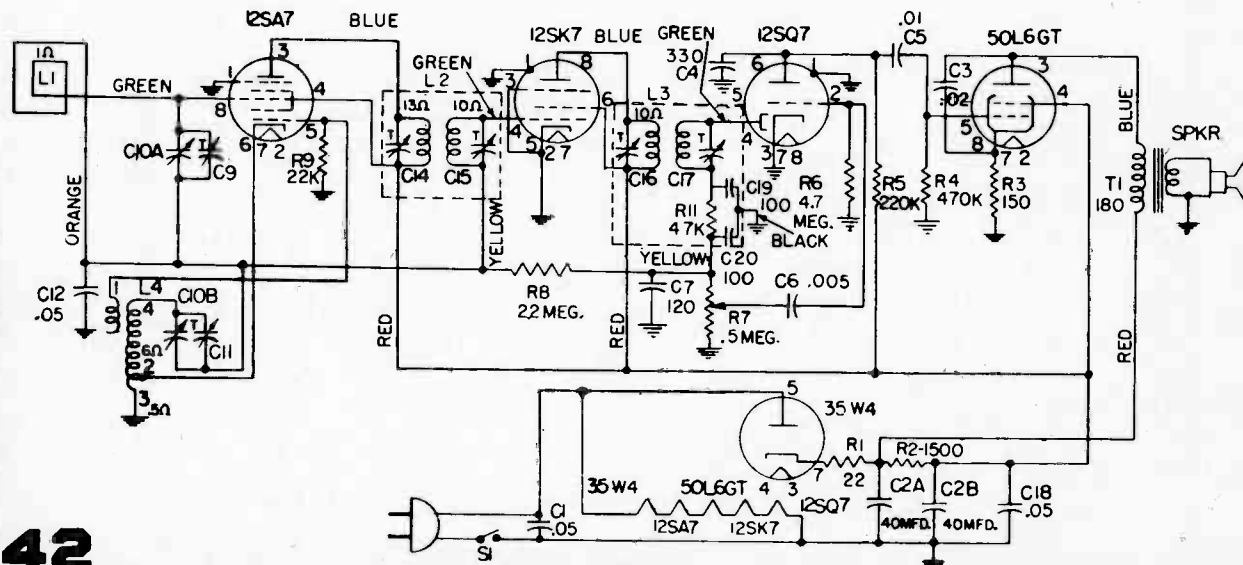 12SA7
BLUE
12SK7
BLUE
GREEN
12SQ7
.01
C5
50L6GT
1Ω
L1
GREEN
3
1
8
4
5
6
7
2
R9
22K
C10A
T
C9
ORANGE
GREEN
L2
13Ω
10Ω
T
T
C14
C15
YELLOW
1
8
3
4
5
2
7
6
330
C4
L3
10Ω
T
T
C16
C17
C19
100
R11
47K
BLACK
C20
100
YELLOW
6
1
5
4
2
3
7
8
R6
4.7
MEG.
R5
220K
C3
.02
3
4
5
8
7
2
R4
470K
R3
150
BLUE
T1
180
SPKR
C12
.05
1
L4
4
C10B
T
C11
6Ω
2
3
.5Ω
RED
R8
2.2 MEG.
RED
C7
120
R7
.5 MEG.
C6 .005
RED
5
35W4
7
4
3
R1
22
R2-1500
C2A
40MFD.
C2B
40MFD.
C18
.05
35W4
50L6GT
12SQ7
12SA7
12SK7
C1
.05
S1
42